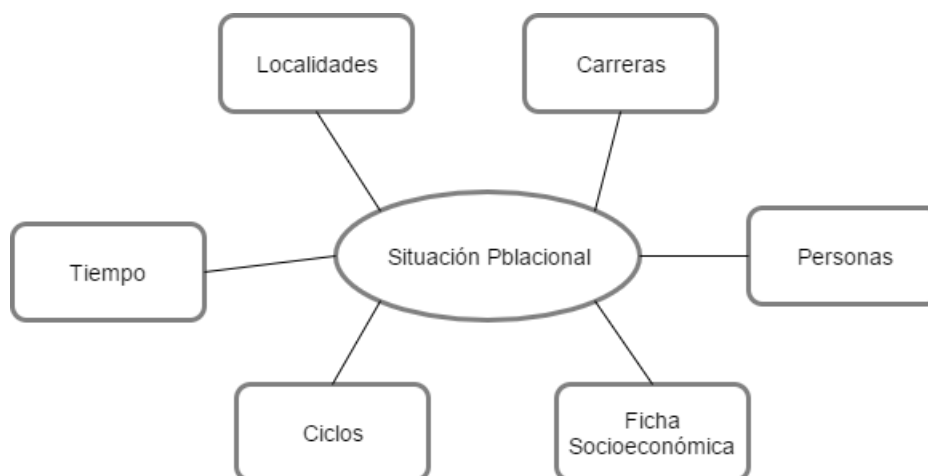 Localidades
Carreras
Tiempo
Situación Pblacional
Personas
Ciclos
Ficha
Socioeconómica